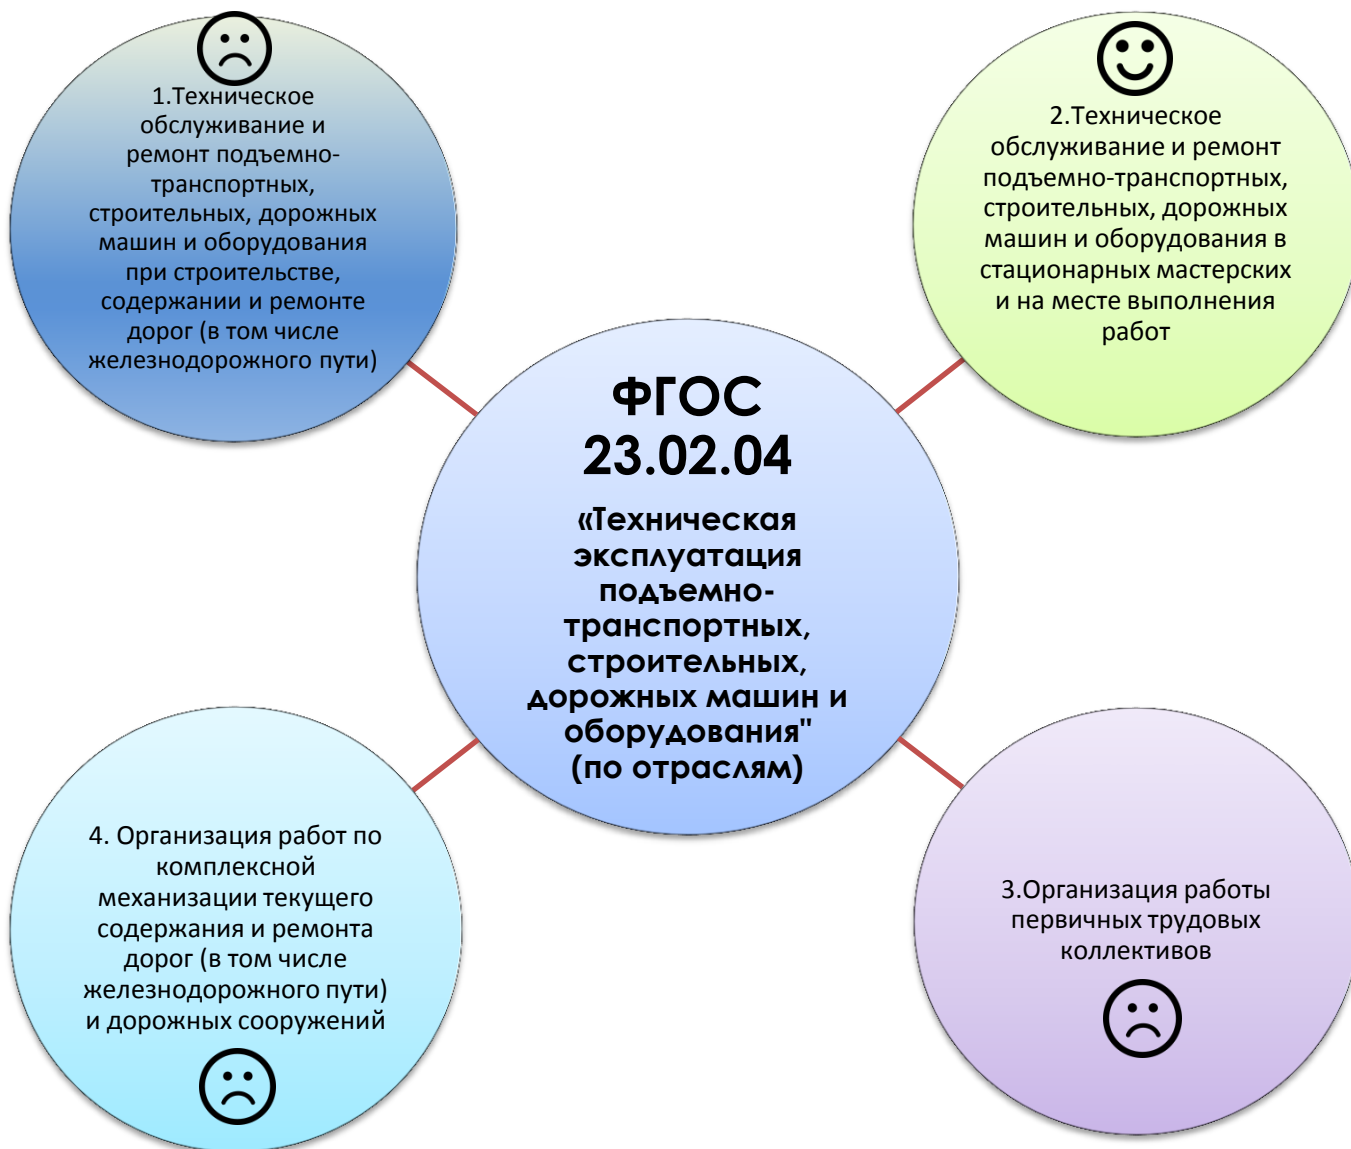 1.Техническое
обслуживание и
ремонт подъемно-
транспортных,
строительных, дорожных
машин и оборудования
при строительстве,
содержании и ремонте
дорог (в том числе
железнодорожного пути)
2.Техническое
обслуживание и ремонт
подъемно-транспортных,
строительных, дорожных
машин и оборудования в
стационарных мастерских
и на месте выполнения
работ
ФГОС
23.02.04
«Техническая
эксплуатация
подъемно-
транспортных,
строительных,
дорожных машин и
оборудования"
(по отраслям)
4. Организация работ по
комплексной
механизации текущего
содержания и ремонта
дорог (в том числе
железнодорожного пути)
и дорожных сооружений
3.Организация работы
первичных трудовых
коллективов